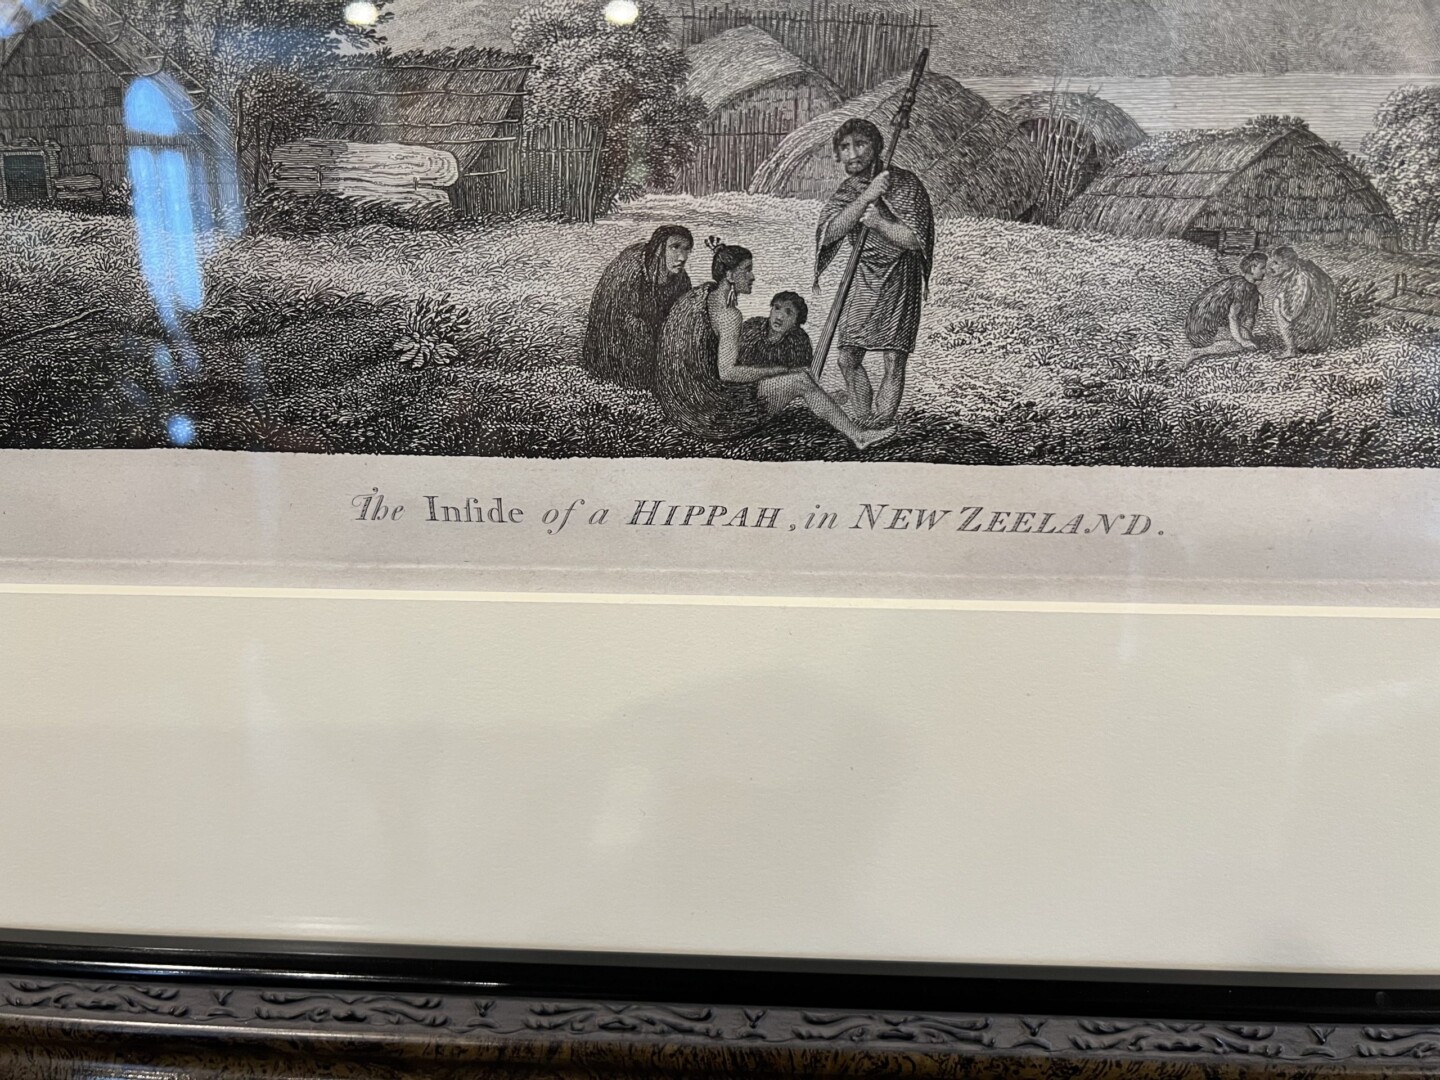 The Inſide of a HIPPAH, in NEW ZEELAND.